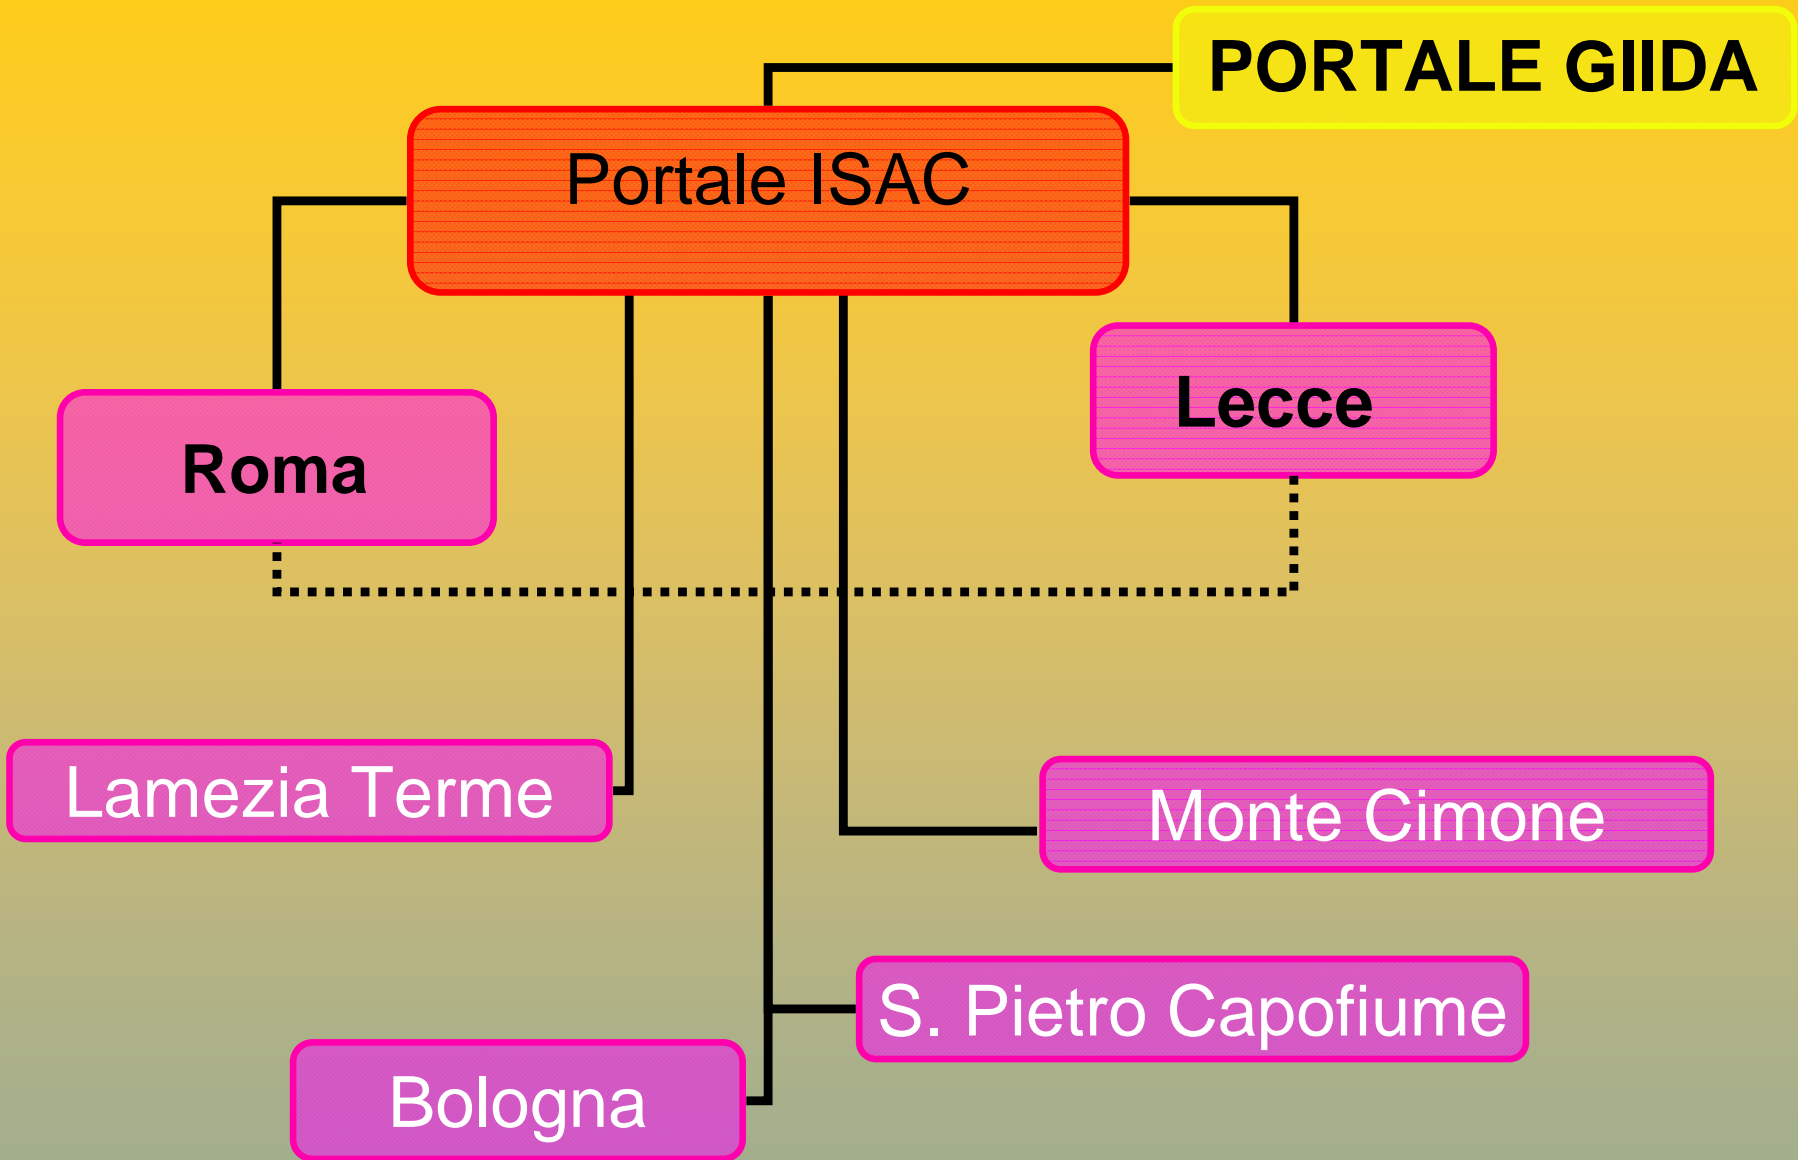 PORTALE GIIDA
Portale ISAC
Lecce
Roma
Lamezia Terme
Monte Cimone
S. Pietro Capofiume
Bologna